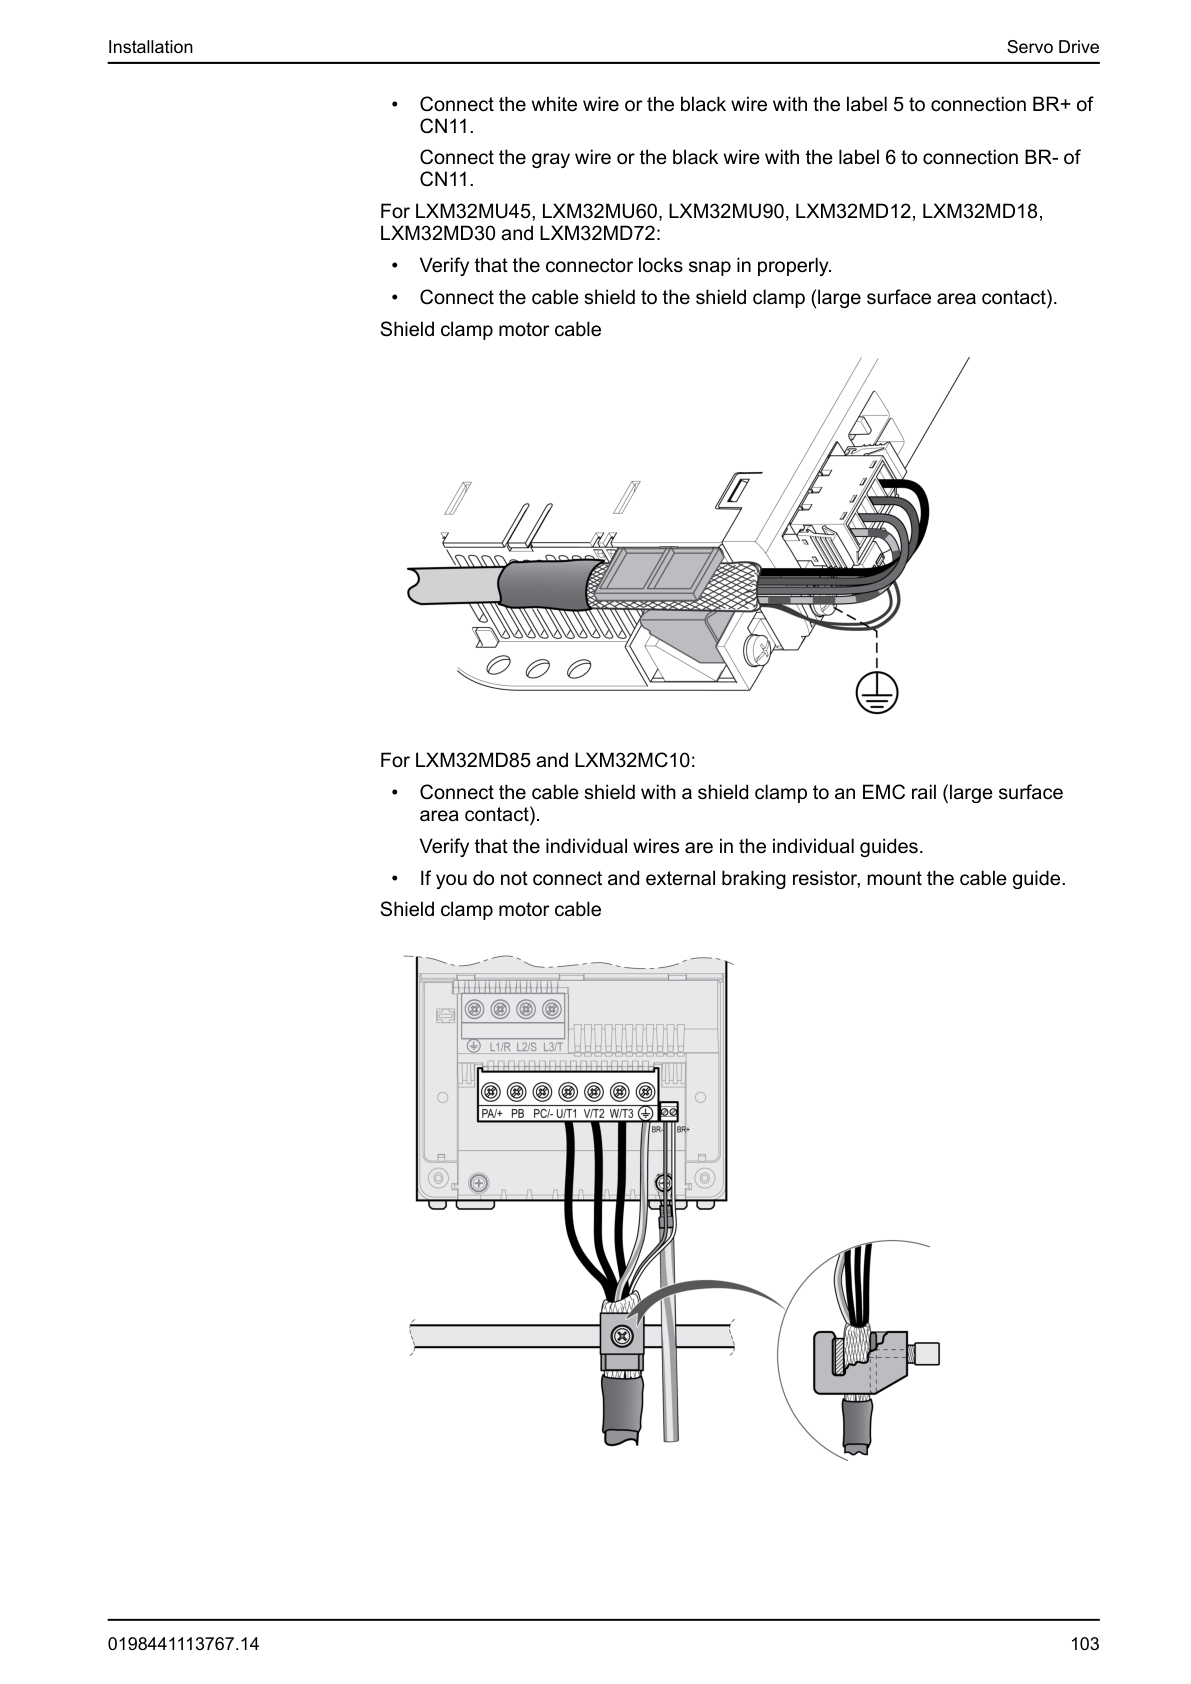 Installation
Servo Drive
• Connect the white wire or the black wire with the label 5 to connection BR+ of
CN11.
Connect the gray wire or the black wire with the label 6 to connection BR- of
CN11.
For LXM32MU45, LXM32MU60, LXM32MU90, LXM32MD12, LXM32MD18,
LXM32MD30 and LXM32MD72:
• Verify that the connector locks snap in properly.
• Connect the cable shield to the shield clamp (large surface area contact).
Shield clamp motor cable
For LXM32MD85 and LXM32MC10:
• Connect the cable shield with a shield clamp to an EMC rail (large surface
area contact).
Verify that the individual wires are in the individual guides.
• If you do not connect and external braking resistor, mount the cable guide.
Shield clamp motor cable
L1/R L2/S L3/T
PA/+ PB PC/- U/T1 V/T2 W/T3
BR- BR+
0198441113767.14
103